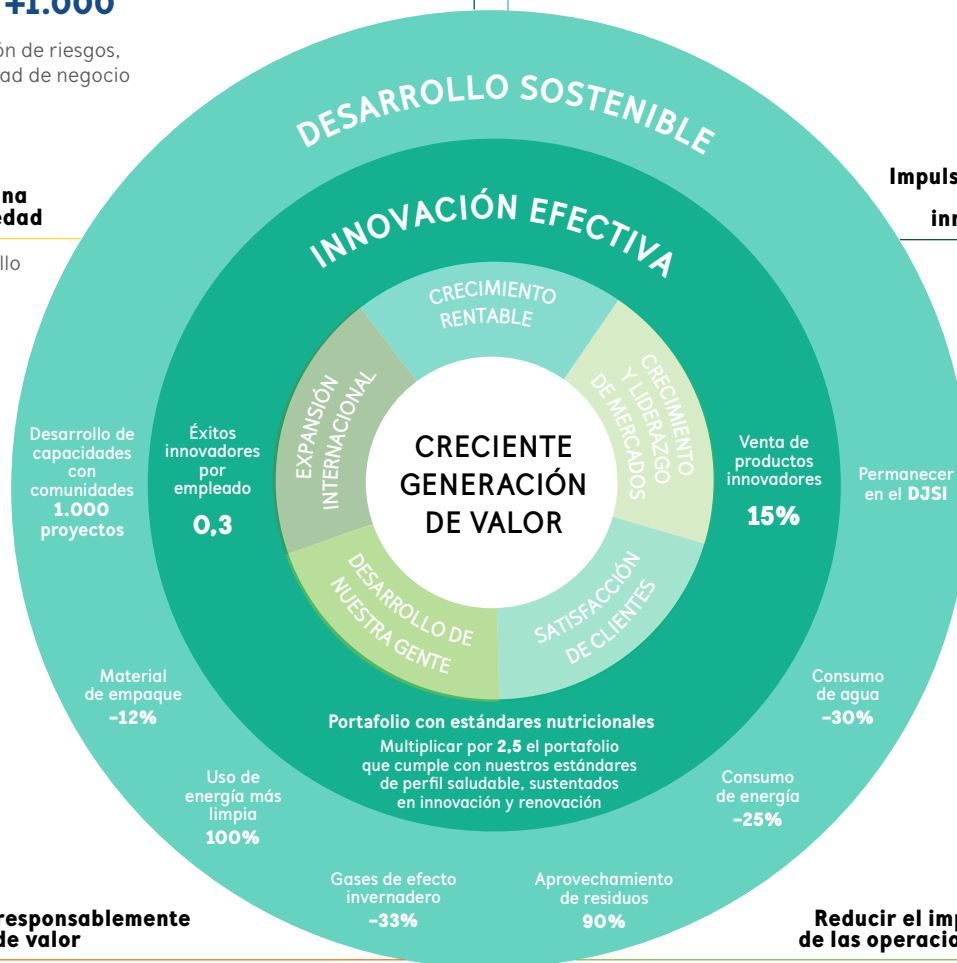 +1.000
ón de riesgos,
dad de negocio
DESARROLLO SOSTENIBLE
INNOVACIÓN EFECTIVA
na
edad
llo
Impuls
inn
CRECIMIENTO
RENTABLE
EXPANSIÓN
INTERNACIONAL
CRECIMIENTO
Y LIDERAZGO
DE MERCADOS
CRECIENTE
GENERACIÓN
DE VALOR
DESARROLLO DE
NUESTRA GENTE
SATISFACCIÓN
DE CLIENTES
Desarrollo de
capacidades
con
comunidades
1.000
proyectos
Éxitos
innovadores
por
empleado
0,3
Venta de
productos
innovadores
15%
Permanecer
en el DJSI
Material
de empaque
-12%
Consumo
de agua
-30%
Portafolio con estándares nutricionales
Multiplicar por 2,5 el portafolio
que cumple con nuestros estándares
de perfil saludable, sustentados
en innovación y renovación
Uso de
energía más
limpia
100%
Consumo
de energía
-25%
Gases de efecto
invernadero
-33%
Aprovechamiento
de residuos
90%
responsablemente
de valor
Reducir el imp
de las operacio